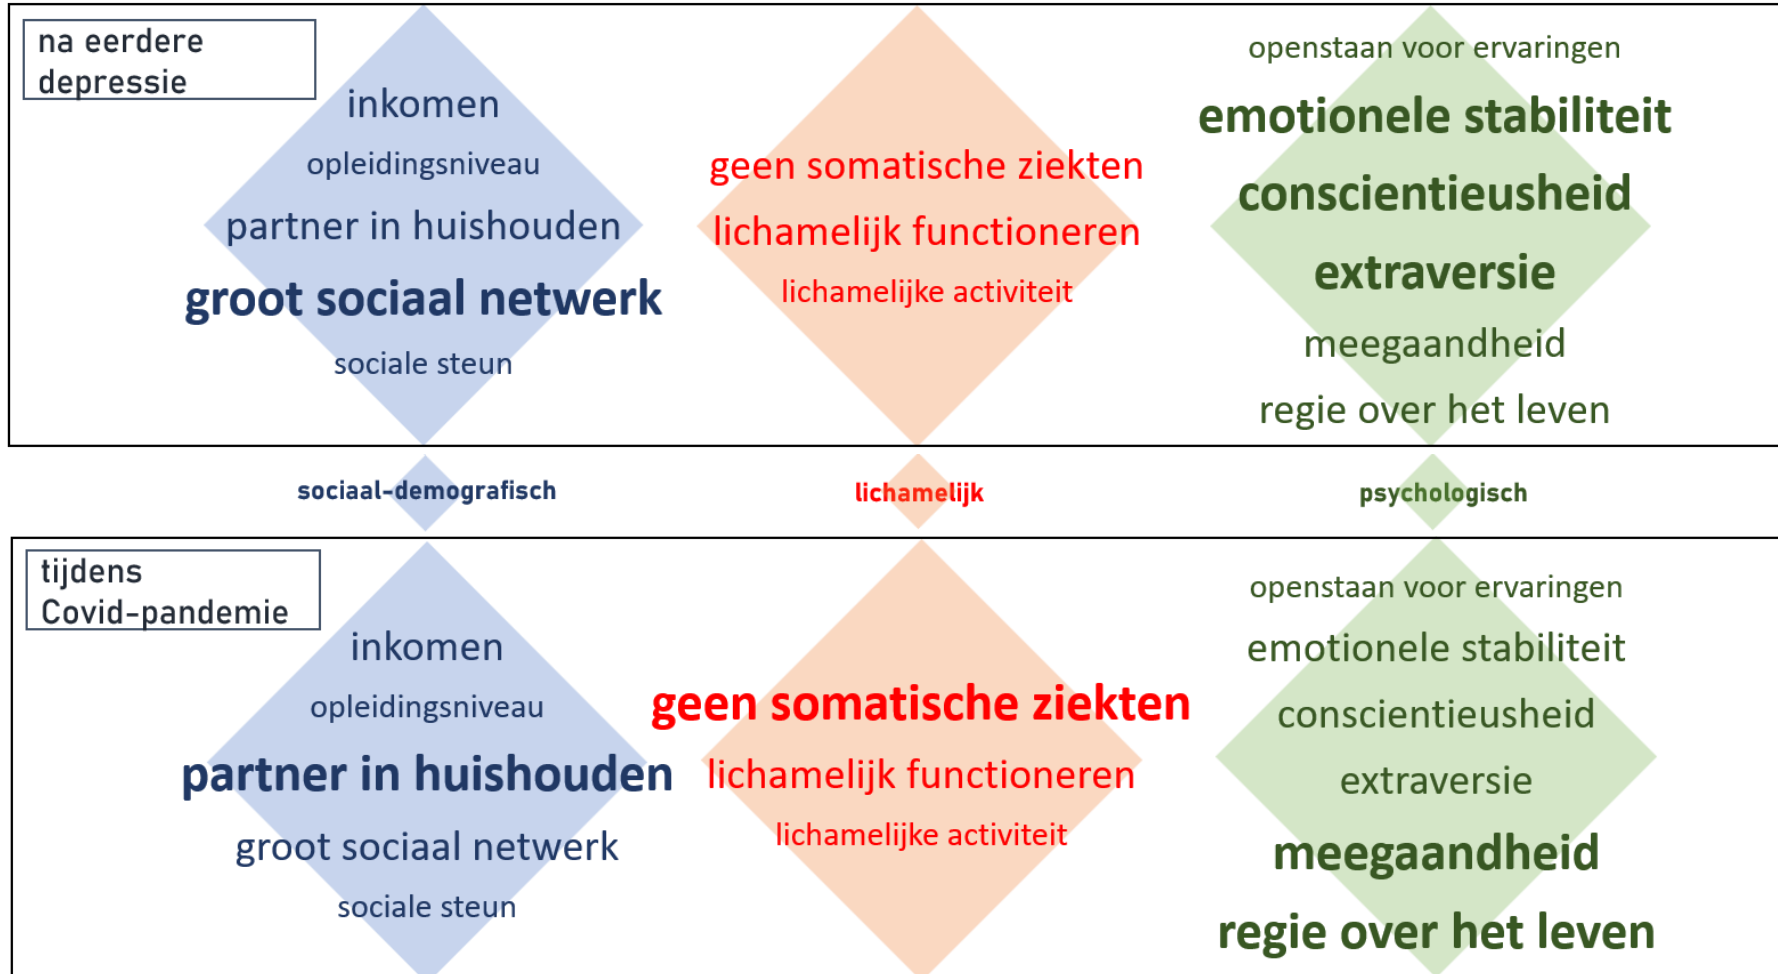 na eerdere
depressie
inkomen
opleidingsniveau
partner in huishouden
groot sociaal netwerk
sociale steun
geen somatische ziekten
lichamelijk functioneren
lichamelijke activiteit
openstaan voor ervaringen
emotionele stabiliteit
conscientieusheid
extraversie
meegaandheid
regie over het leven
sociaal-demografisch
lichamelijk
psychologisch
tijdens
Covid-pandemie
inkomen
opleidingsniveau
partner in huishouden
groot sociaal netwerk
sociale steun
geen somatische ziekten
lichamelijk functioneren
lichamelijke activiteit
openstaan voor ervaringen
emotionele stabiliteit
conscientieusheid
extraversie
meegaandheid
regie over het leven